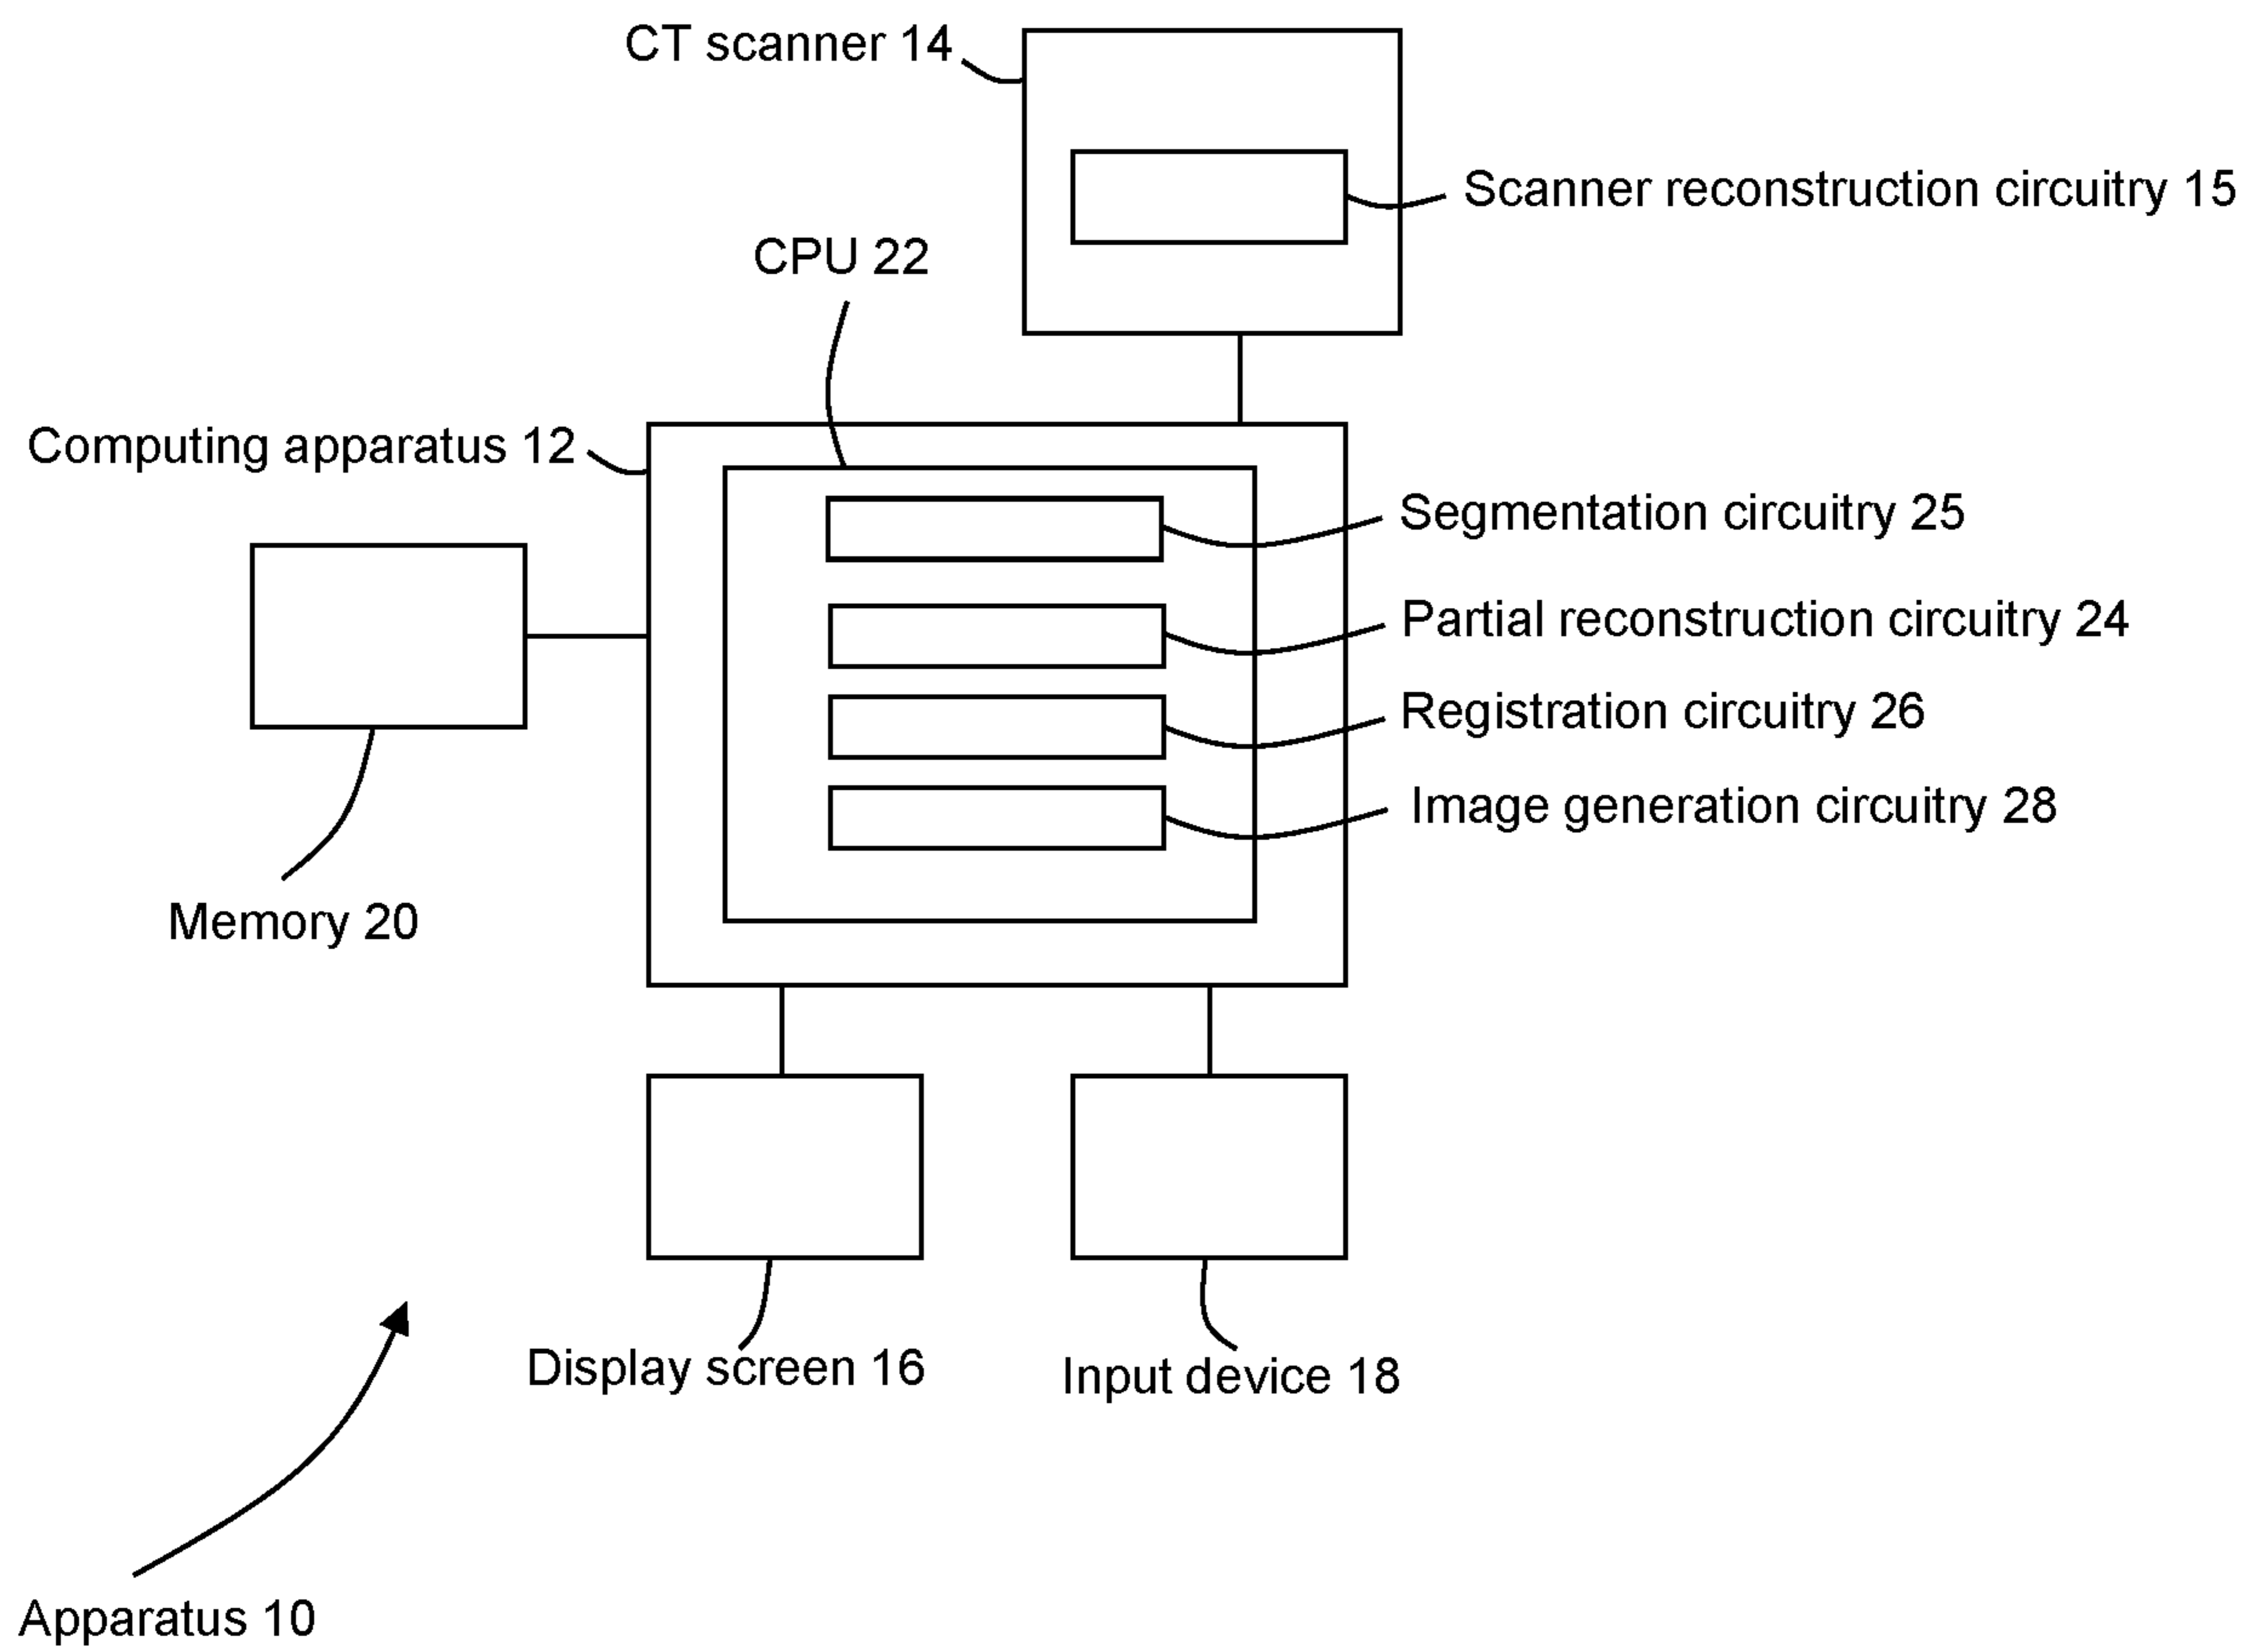 CT scanner 14
Scanner reconstruction circuitry 15
CPU 22
Computing apparatus 12
Segmentation circuitry 25
Partial reconstruction circuitry 24
Registration circuitry 26
Image generation circuitry 28
Memory 20
Display screen 16
Input device 18
Apparatus 10